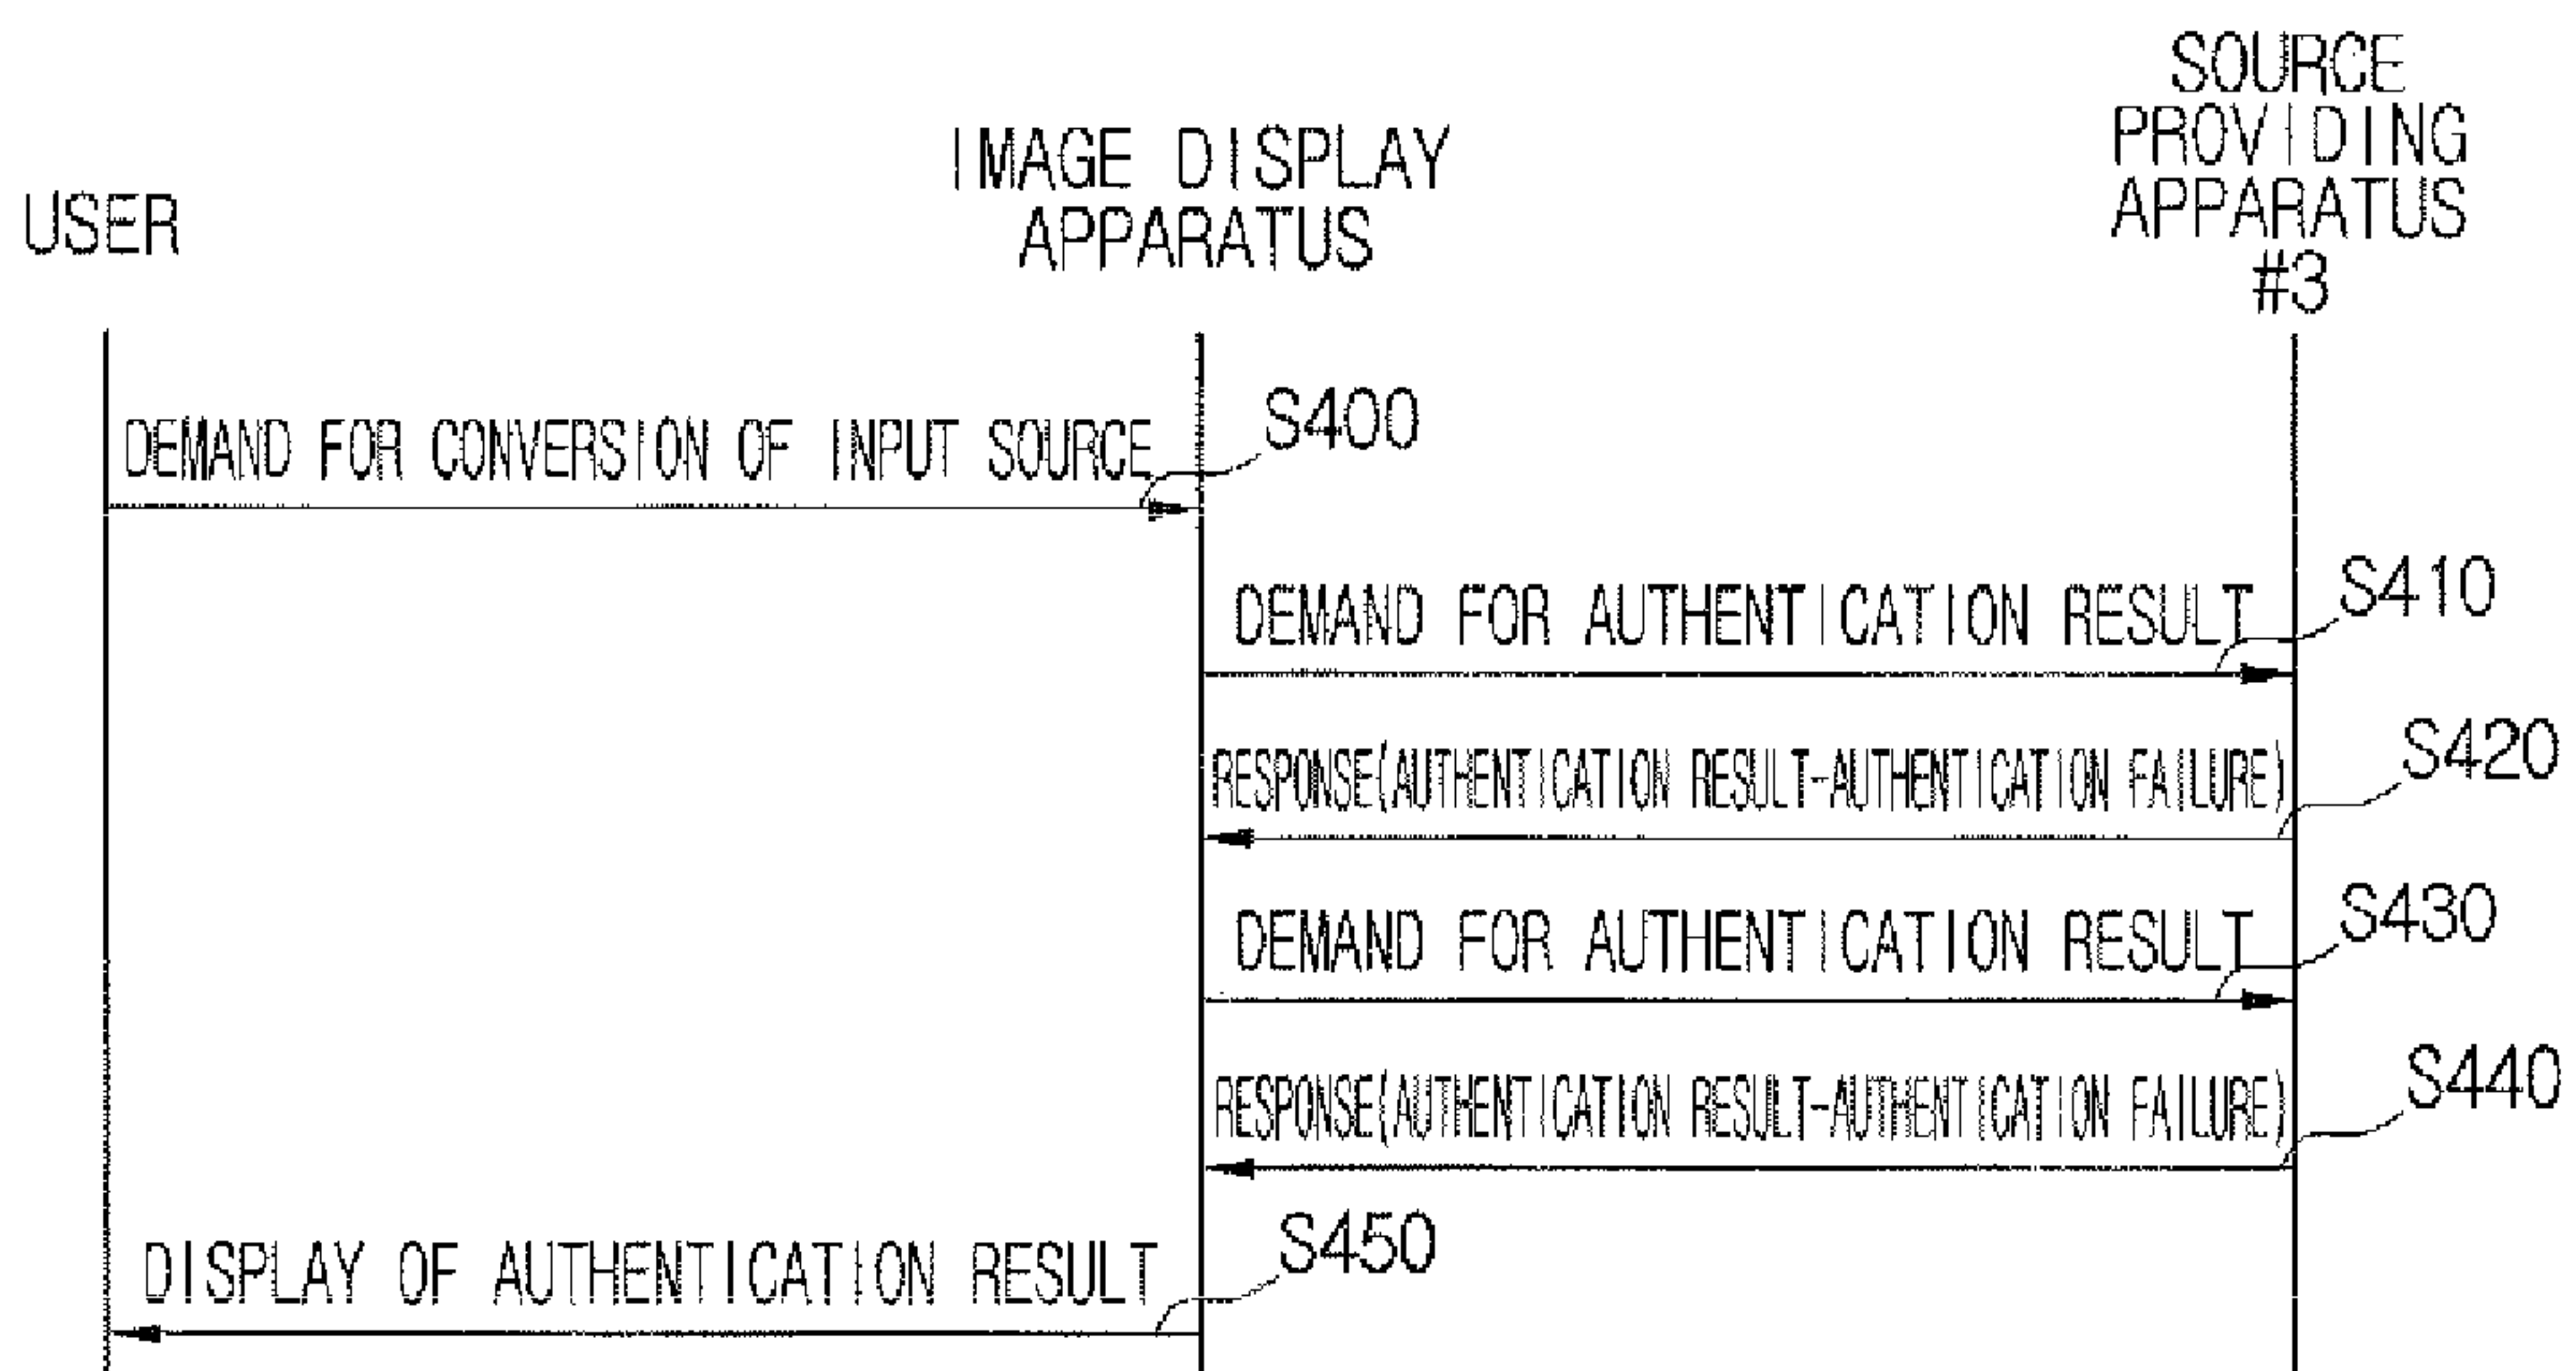 USER
IMAGE DISPLAY
APPARATUS
SOURCE
PROVIDING
APPARATUS
#3
DEMAND FOR CONVERSION OF INPUT SOURCE
S400
DEMAND FOR AUTHENTICATION RESULT
S410
RESPONSE(AUTHENTICATION RESULT-AUTHENTICATION FAILURE)
S420
DEMAND FOR AUTHENTICATION RESULT
S430
RESPONSE(AUTHENTICATION RESULT-AUTHENTICATION FAILURE)
S440
DISPLAY OF AUTHENTICATION RESULT
S450